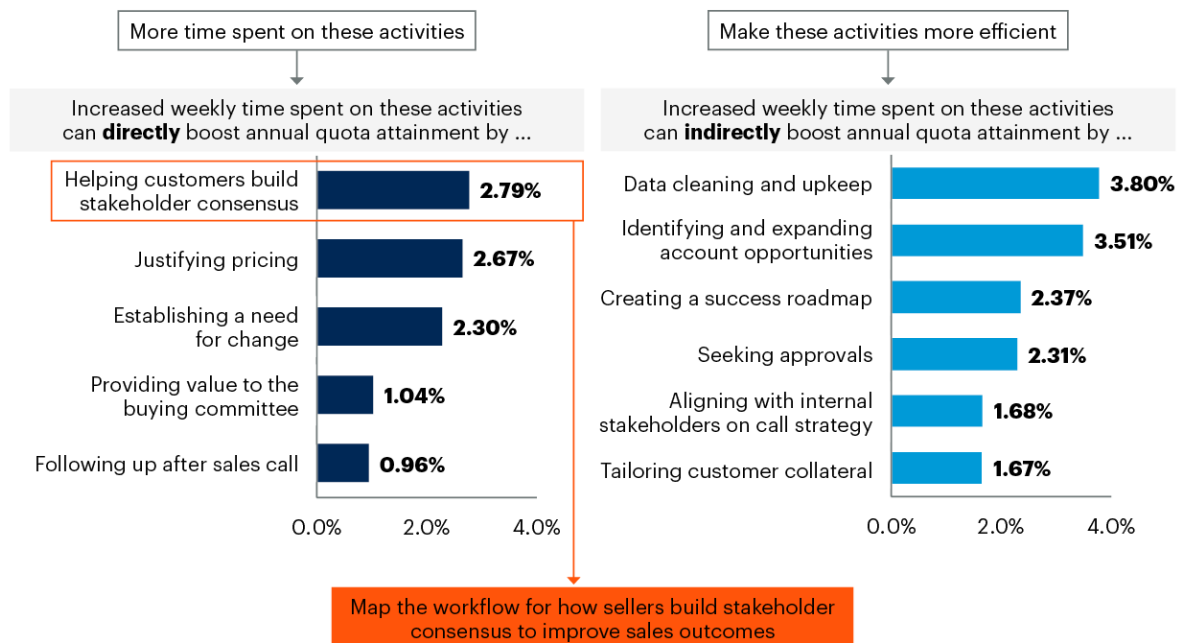 More time spent on these activities
Increased weekly time spent on these activities
can directly boost annual quota attainment by ...
Helping customers build
stakeholder consensus
2.79%
Justifying pricing
2.67%
Establishing a need
for change
2.30%
Providing value to the
buying committee
1.04%
Following up after sales call
0.96%
0.0%
2.0%
4.0%
Make these activities more efficient
Increased weekly time spent on these activities
can indirectly boost annual quota attainment by ...
Data cleaning and upkeep
3.80%
Identifying and expanding
account opportunities
3.51%
Creating a success roadmap
2.37%
Seeking approvals
2.31%
Aligning with internal
stakeholders on call strategy
1.68%
Tailoring customer collateral
1.67%
0.0%
2.0%
4.0%
Map the workflow for how sellers build stakeholder
consensus to improve sales outcomes